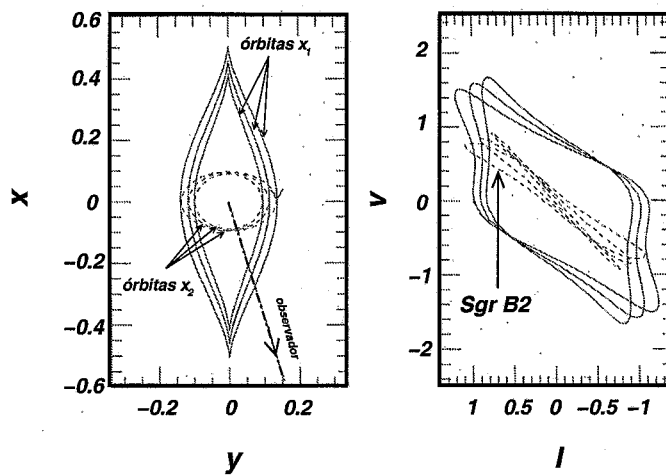 órbitas x₁
órbitas x₂
observador
0.6
0.4
0.2
0
-0.2
-0.4
-0.6
x
-0.2
0
0.2
y
2
1
0
-1
-2
v
Sgr B2
1
0.5
0
-0.5
-1
l